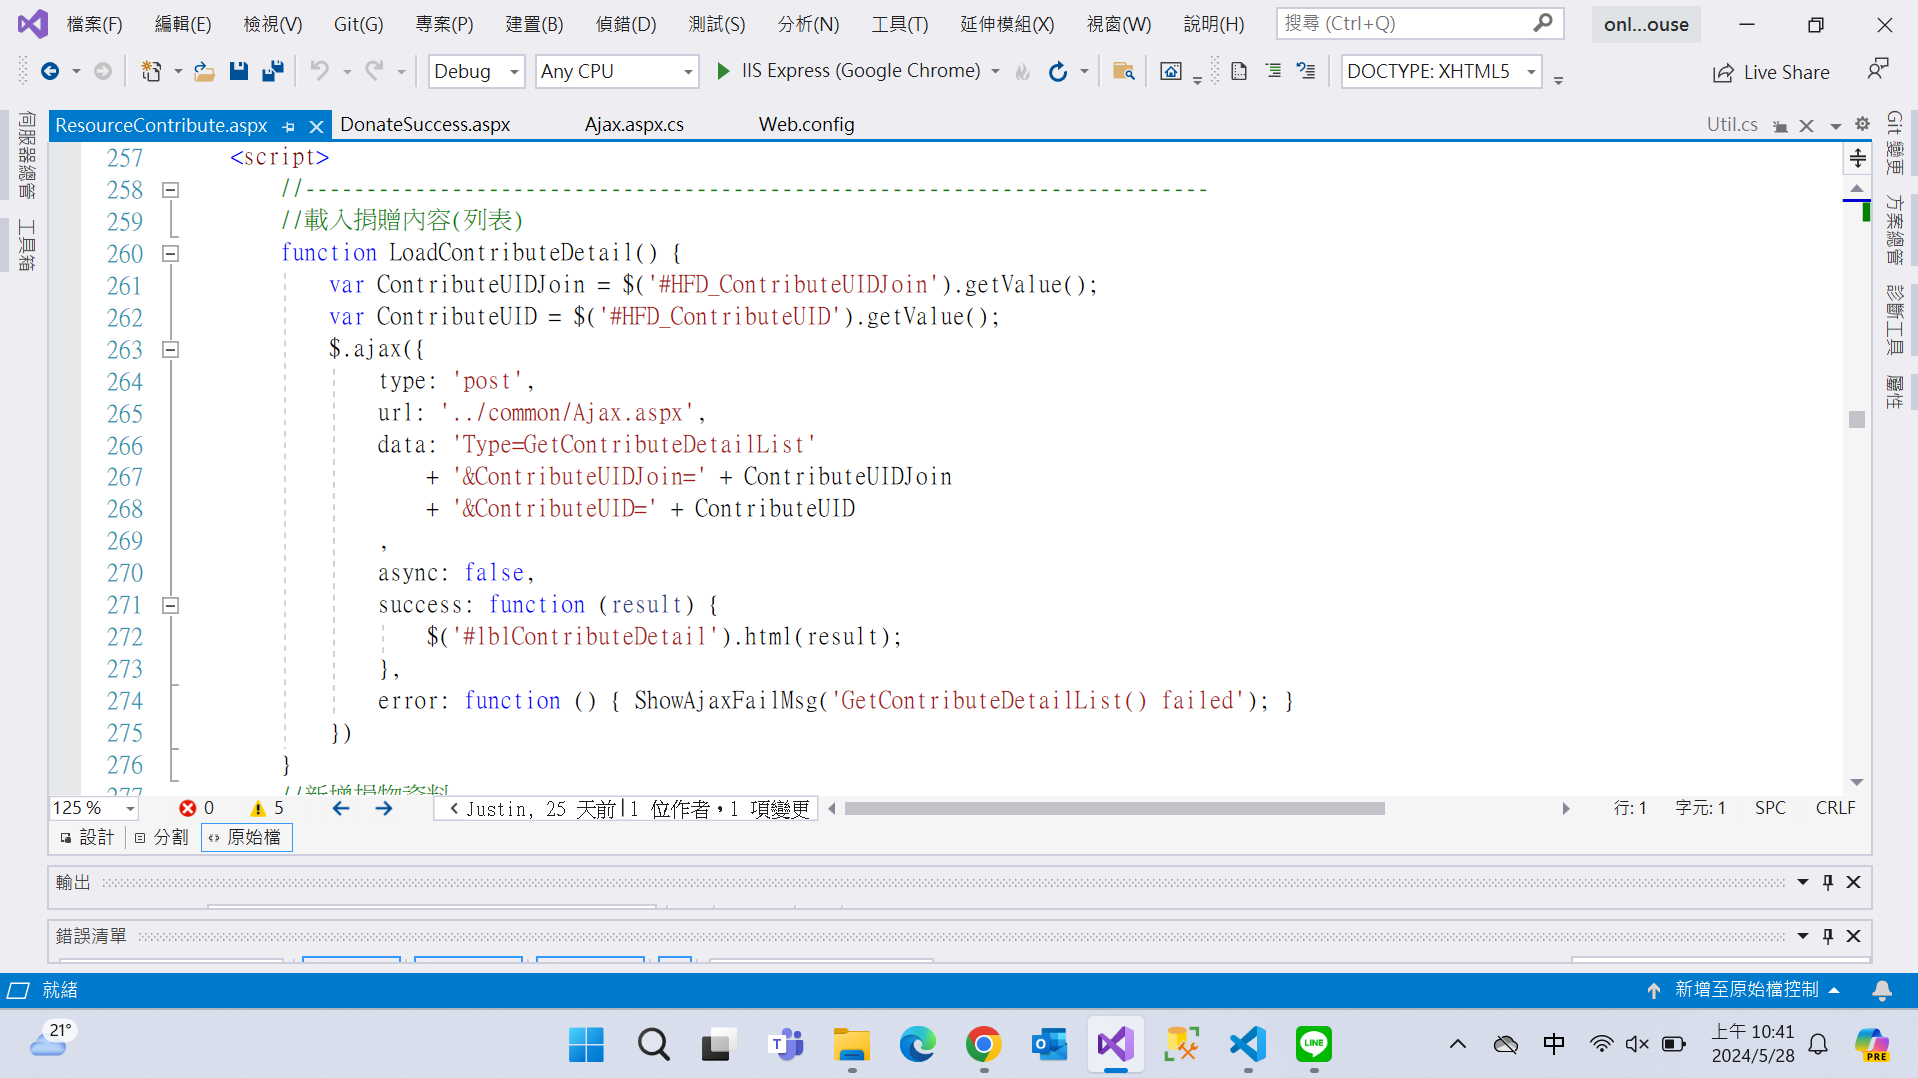 檔案(F) 編輯(E) 檢視(V) Git(G) 專案(P) 建置(B) 偵錯(D) 測試(S) 分析(N) 工具(T) 延伸模組(X) 視窗(W) 說明(H) 搜尋 (Ctrl+Q) onl...ouse
Debug Any CPU IIS Express (Google Chrome) DOCTYPE: XHTML5 Live Share
伺服器總管
工具箱
ResourceContribute.aspx DonateSuccess.aspx Ajax.aspx.cs Web.config Util.cs
257 <script>
258 //--------------------------------------------------------------------------
259 //載入捐贈內容(列表)
260 function LoadContributeDetail() {
261 var ContributeUIDJoin = $('#HFD_ContributeUIDJoin').getValue();
262 var ContributeUID = $('#HFD_ContributeUID').getValue();
263 $.ajax({
264 type: 'post',
265 url: '../common/Ajax.aspx',
266 data: 'Type=GetContributeDetailList'
267 + '&ContributeUIDJoin=' + ContributeUIDJoin
268 + '&ContributeUID=' + ContributeUID
269 ,
270 async: false,
271 success: function (result) {
272 $('#lblContributeDetail').html(result);
273 },
274 error: function () { ShowAjaxFailMsg('GetContributeDetailList() failed'); }
275 })
276 }
277 //新增捐物資料
Git 變更
方案總管
診斷工具
屬性
125 % 0 5 Justin, 25 天前|1 位作者，1 項變更 行: 1 字元: 1 SPC CRLF
設計 分割 原始檔
輸出
錯誤清單
就緒 新增至原始檔控制
21° 中 上午 10:41
2024/5/28
T
LINE
PRE